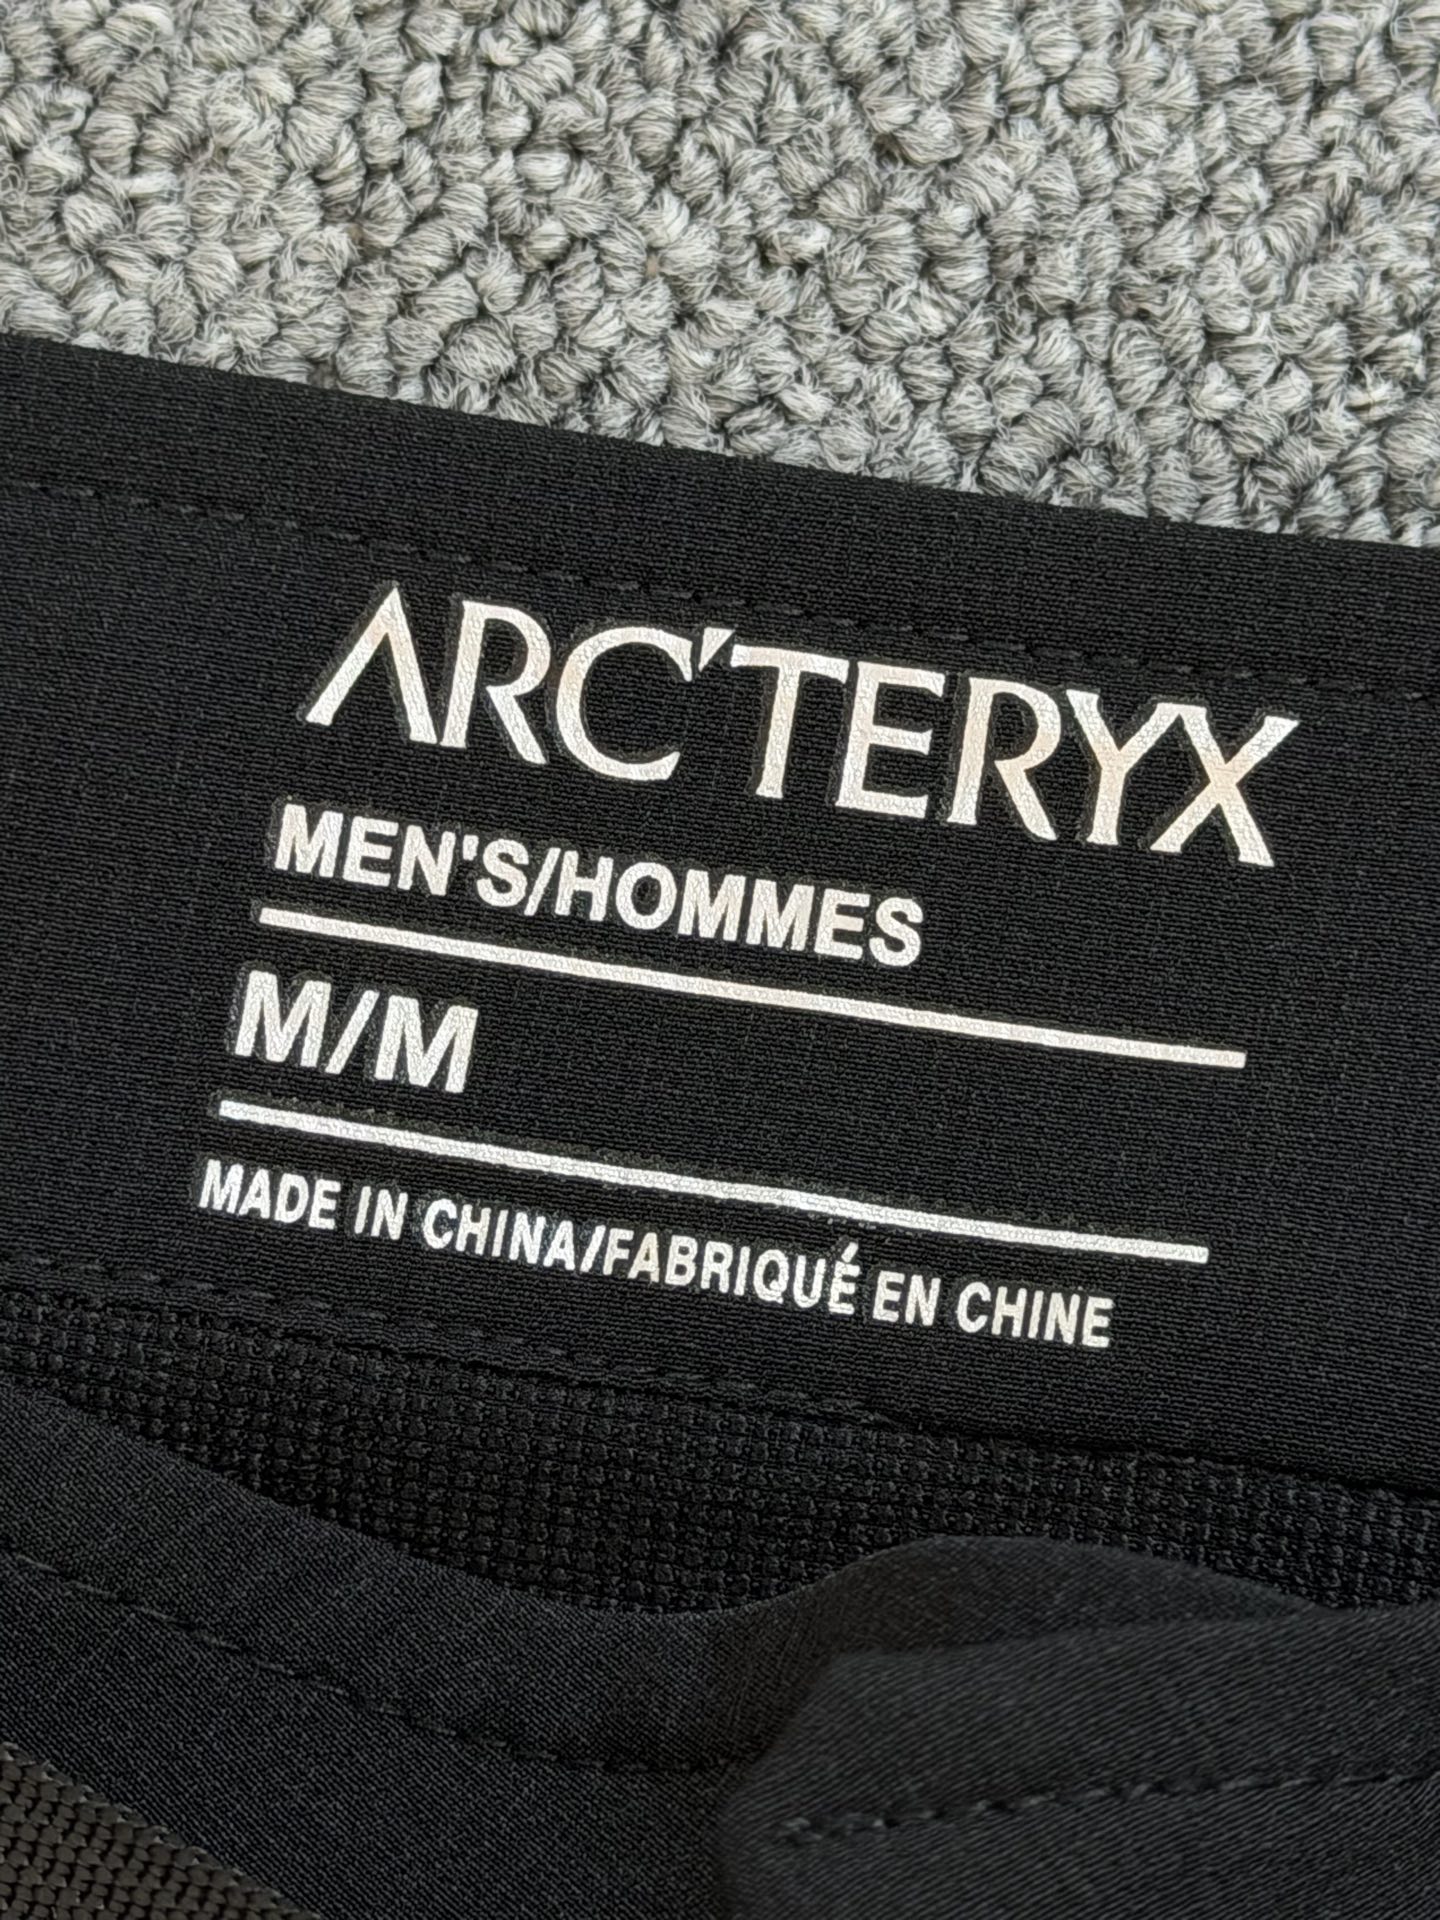 ARC'TERYX
MEN'S/HOMMES
M/M
MADE IN CHINA/FABRIQUÉ EN CHINE